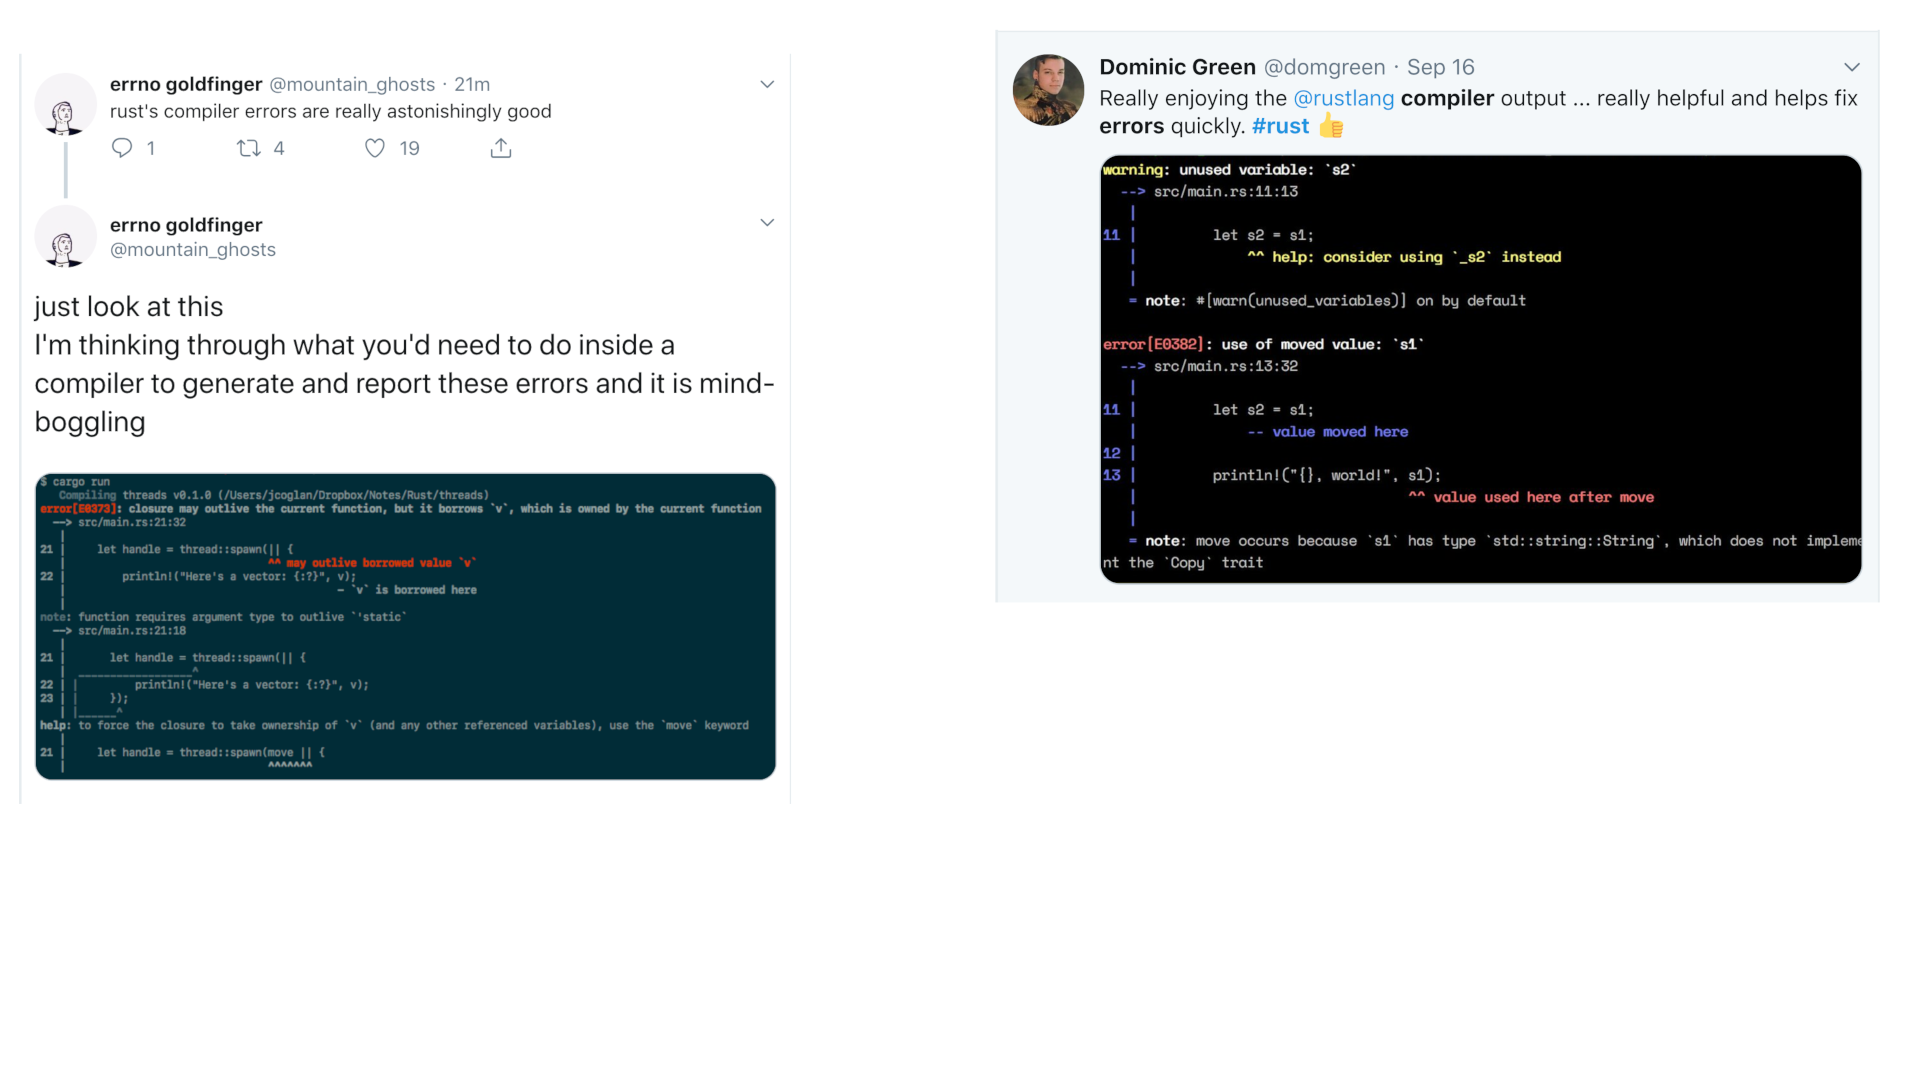 errno goldfinger @mountain_ghosts · 21m
rust's compiler errors are really astonishingly good
1 4 19
errno goldfinger
@mountain_ghosts
just look at this
I'm thinking through what you'd need to do inside a
compiler to generate and report these errors and it is mind-
boggling
$ cargo run
Compiling threads v0.1.0 (/Users/jcoglan/Dropbox/Notes/Rust/threads)
error[E0373]: closure may outlive the current function, but it borrows `v`, which is owned by the current function
--> src/main.rs:21:32
|
21 | let handle = thread::spawn(|| {
| ^^ may outlive borrowed value `v`
22 | println!("Here's a vector: {:?}", v);
| - `v` is borrowed here
|
note: function requires argument type to outlive `'static`
--> src/main.rs:21:18
|
21 | let handle = thread::spawn(|| {
| __________________^
22 | | println!("Here's a vector: {:?}", v);
23 | | });
| |______^
help: to force the closure to take ownership of `v` (and any other referenced variables), use the `move` keyword
|
21 | let handle = thread::spawn(move || {
| ^^^^^^^
Dominic Green @domgreen · Sep 16
Really enjoying the @rustlang compiler output ... really helpful and helps fix
errors quickly. #rust 👍
warning: unused variable: `s2`
--> src/main.rs:11:13
|
11 | let s2 = s1;
| ^^ help: consider using `_s2` instead
|
= note: #[warn(unused_variables)] on by default
error[E0382]: use of moved value: `s1`
--> src/main.rs:13:32
|
11 | let s2 = s1;
| -- value moved here
12 |
13 | println!("{}, world!", s1);
| ^^ value used here after move
|
= note: move occurs because `s1` has type `std::string::String`, which does not impleme
nt the `Copy` trait